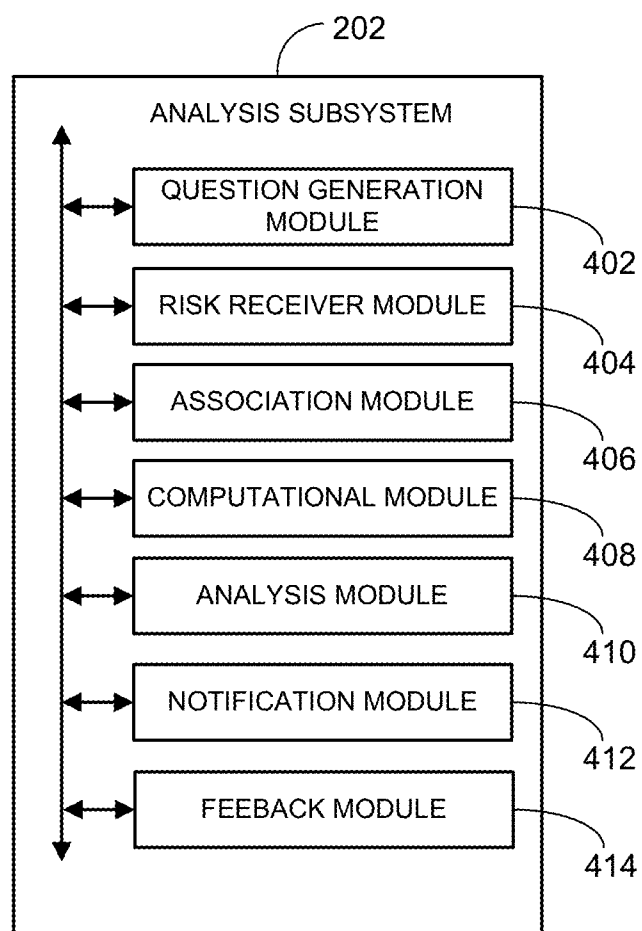 202
ANALYSIS SUBSYSTEM
QUESTION GENERATION
MODULE
402
RISK RECEIVER MODULE
404
ASSOCIATION MODULE
406
COMPUTATIONAL MODULE
408
ANALYSIS MODULE
410
NOTIFICATION MODULE
412
FEEBACK MODULE
414